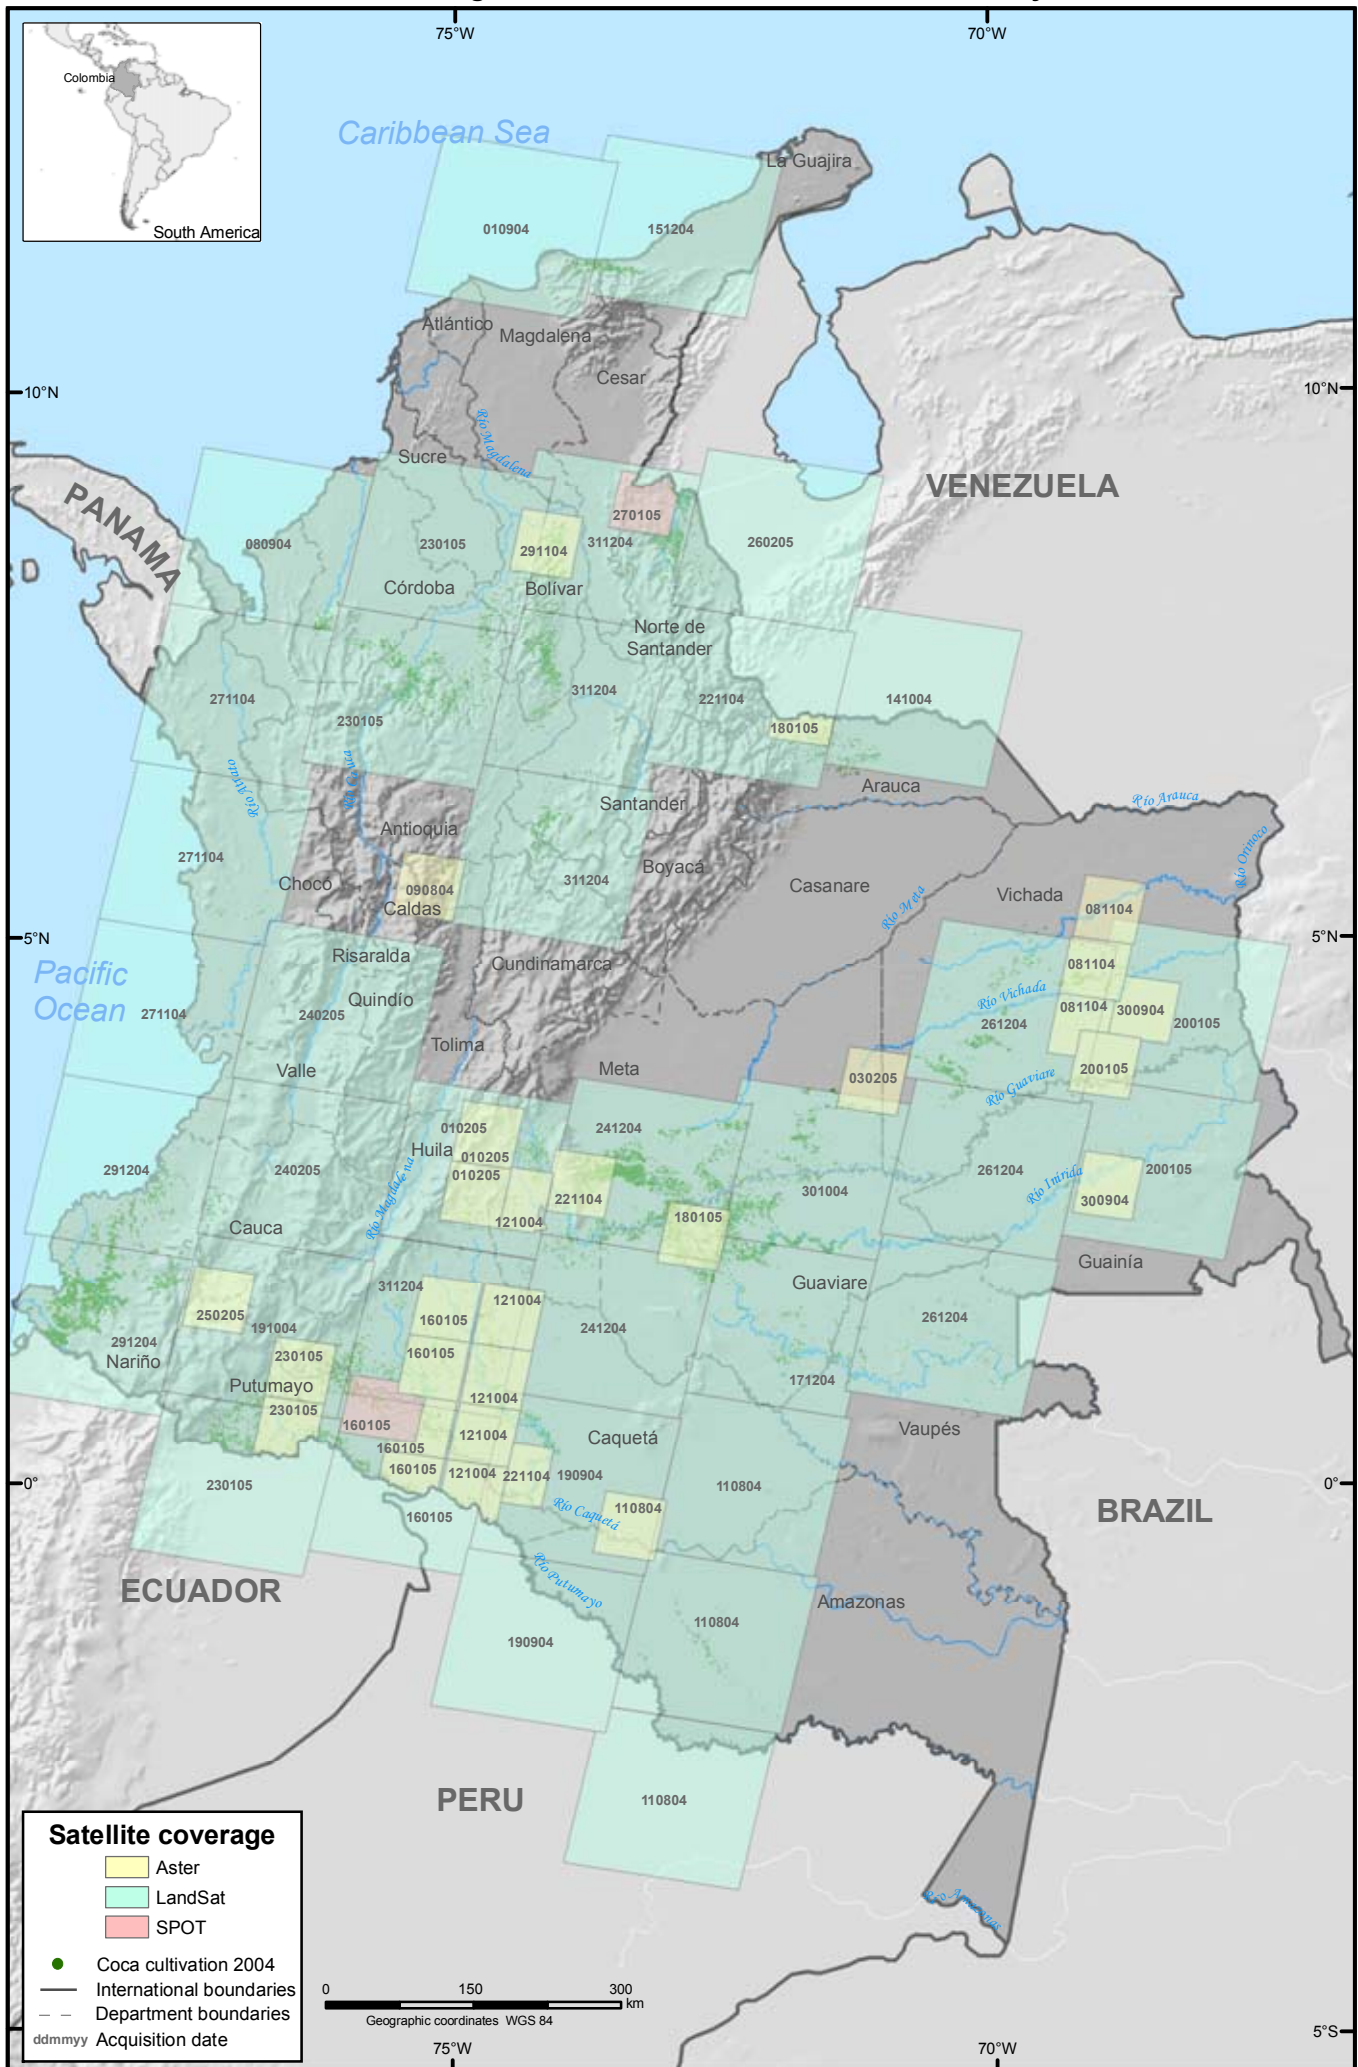 75°W
70°W
Colombia
South America
Caribbean Sea
La Guajira
010904
151204
Atlántico
Magdalena
Cesar
10°N
10°N
Río Magdalena
Sucre
PANAMA
VENEZUELA
270105
080904
230105
291104
311204
260205
Córdoba
Bolívar
Norte de
Santander
271104
311204
221104
141004
230105
180105
Río Cauca
Río Atrato
Arauca
Río Arauca
Santander
Antioquia
Río Orinoco
271104
Boyacá
Chocó
090804
311204
Casanare
Vichada
Caldas
Río Meta
081104
5°N
5°N
Risaralda
Cundinamarca
081104
Pacific
Ocean
Quindío
Río Vichada
271104
240205
081104
300904
261204
200105
Tolima
Valle
Meta
200105
030205
Río Guaviare
010205
241204
Huila
010205
291204
240205
010205
261204
200105
301004
Río Inírida
221104
300904
Río Magdalena
121004
180105
Cauca
Guainía
311204
Guaviare
250205
160105
121004
261204
291204
191004
241204
Nariño
230105
160105
Putumayo
171204
230105
121004
160105
Vaupés
121004
Caquetá
160105
160105
121004
221104
190904
0°
230105
110804
0°
110804
160105
Río Caquetá
BRAZIL
ECUADOR
Río Putumayo
Amazonas
190904
110804
PERU
110804
Río Amazonas
Satellite coverage
Aster
LandSat
SPOT
Coca cultivation 2004
International boundaries
Department boundaries
ddmmyy Acquisition date
0 150 300
km
Geographic coordinates WGS 84
5°S
75°W
70°W